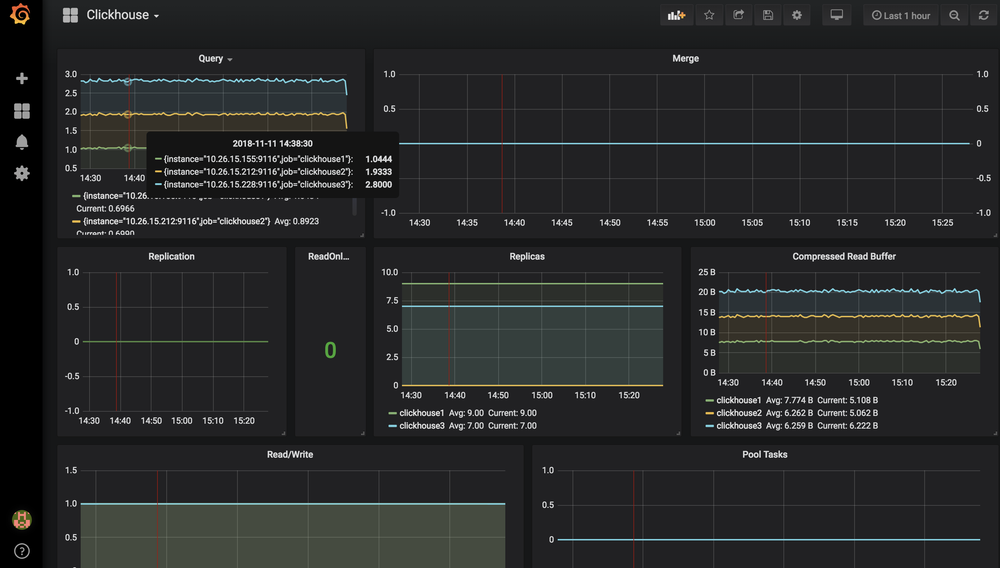 Clickhouse
Last 1 hour
Query
3.0
2.5
2.0
1.5
1.0
0.5
14:30 14:40
2018-11-11 14:38:30
{instance="10.26.15.155:9116",job="clickhouse1"}: 1.0444
{instance="10.26.15.212:9116",job="clickhouse2"}: 1.9333
{instance="10.26.15.228:9116",job="clickhouse3"}: 2.8000
{instance="10.26.
Current: 0.6966
{instance="10.26.15.212:9116",job="clickhouse2"} Avg: 0.8923
Current: 0.6990
Merge
1.0 1.0
0.5 0.5
0
-0.5
-1.0 -1.0
14:30 14:35 14:40 14:45 14:50 14:55 15:00 15:05 15:10 15:15 15:20 15:25
Replication
1.0
0.5
0
-0.5
-1.0
14:30 14:40 14:50 15:00 15:10 15:20
ReadOnl...
0
Replicas
10.0
7.5
5.0
2.5
0
14:30 14:40 14:50 15:00 15:10 15:20
clickhouse1 Avg: 9.00 Current: 9.00
clickhouse3 Avg: 7.00 Current: 7.00
Compressed Read Buffer
25 B
20 B
15 B
10 B
5 B
0 B
14:30 14:40 14:50 15:00 15:10 15:20
clickhouse1 Avg: 7.774 B Current: 5.108 B
clickhouse2 Avg: 6.262 B Current: 5.062 B
clickhouse3 Avg: 6.259 B Current: 6.222 B
Read/Write
1.5
1.0
0.5
Pool Tasks
1.0
0.5
0